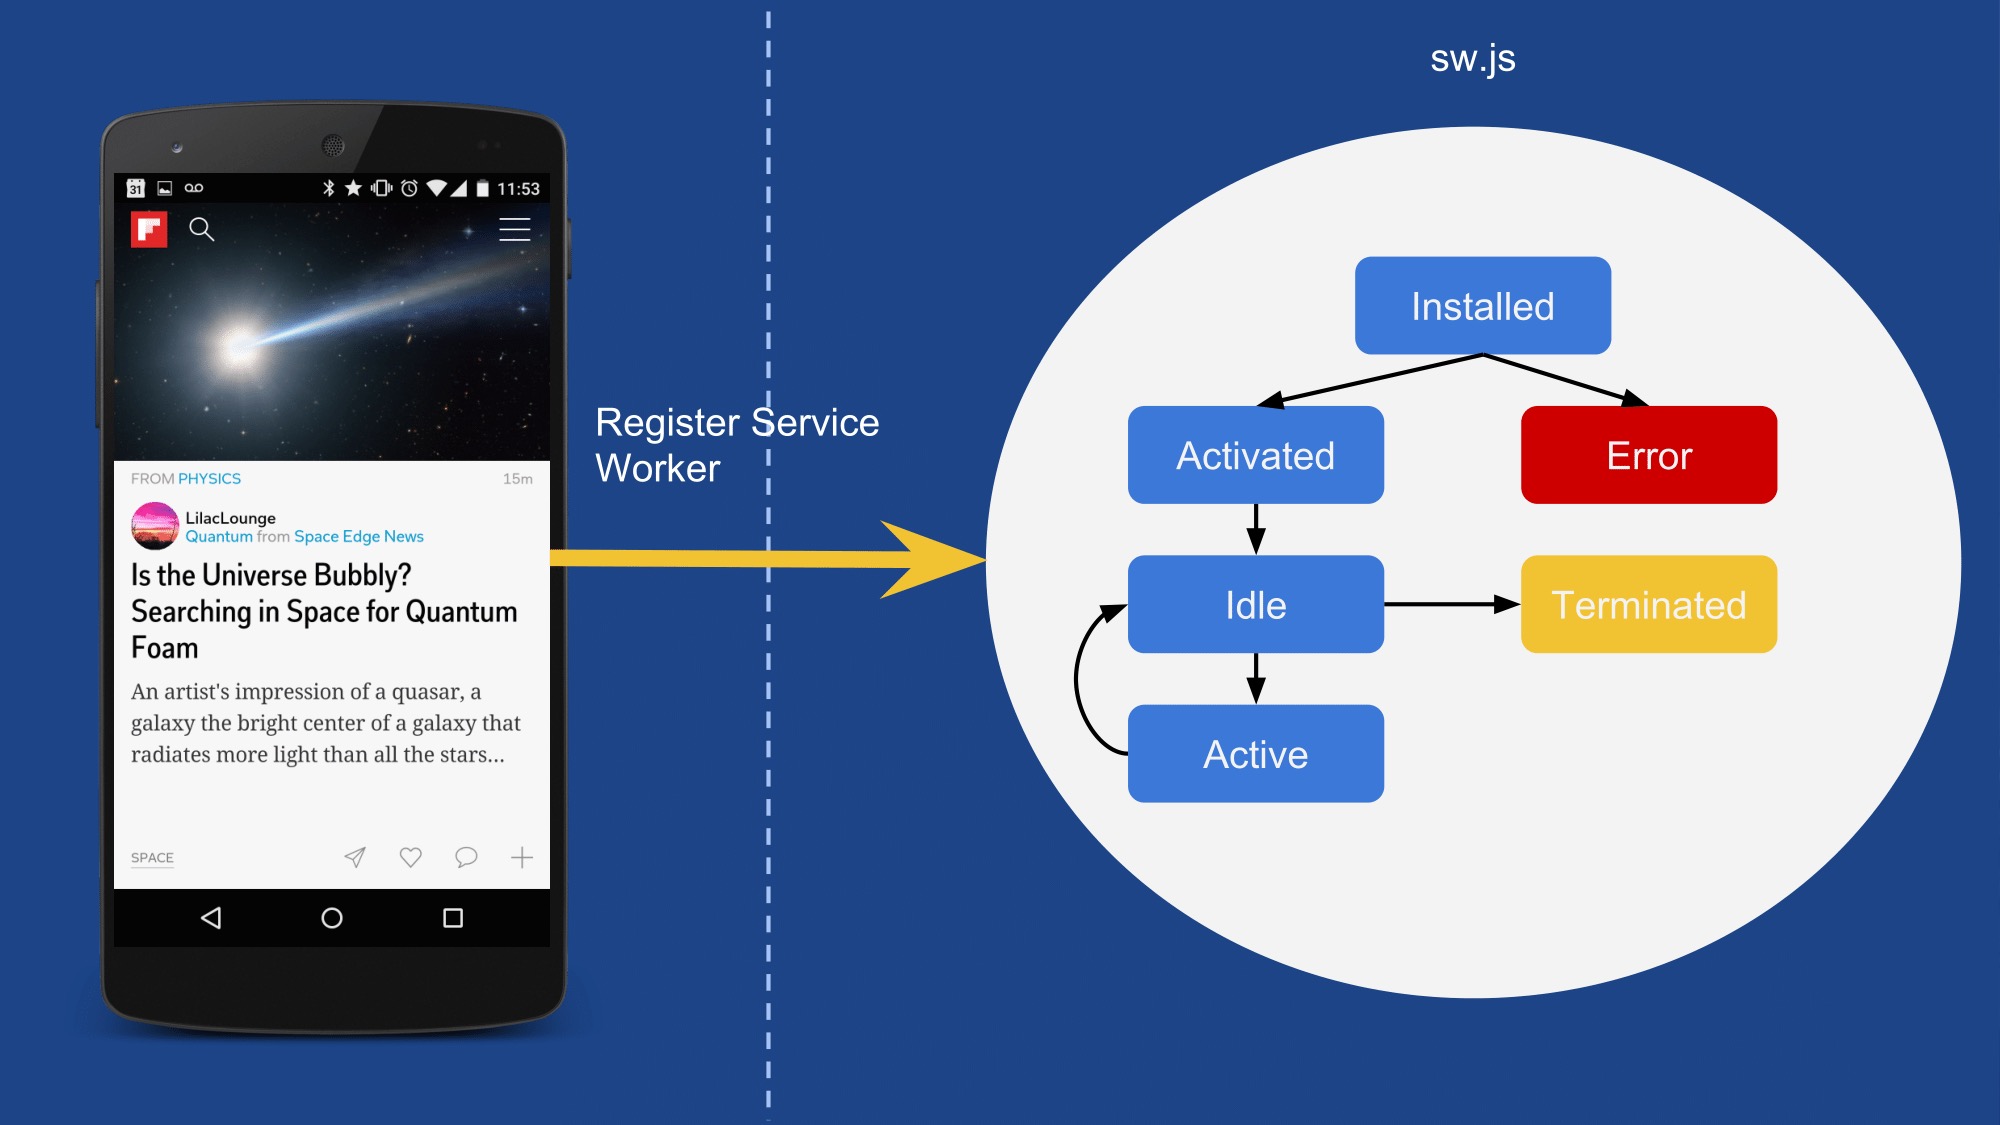 31
11:53
FROM PHYSICS 15m
LilacLounge
Quantum from Space Edge News
Is the Universe Bubbly?
Searching in Space for Quantum
Foam
An artist's impression of a quasar, a
galaxy the bright center of a galaxy that
radiates more light than all the stars...
SPACE
Register Service
Worker
sw.js
Installed
Activated
Error
Idle
Terminated
Active